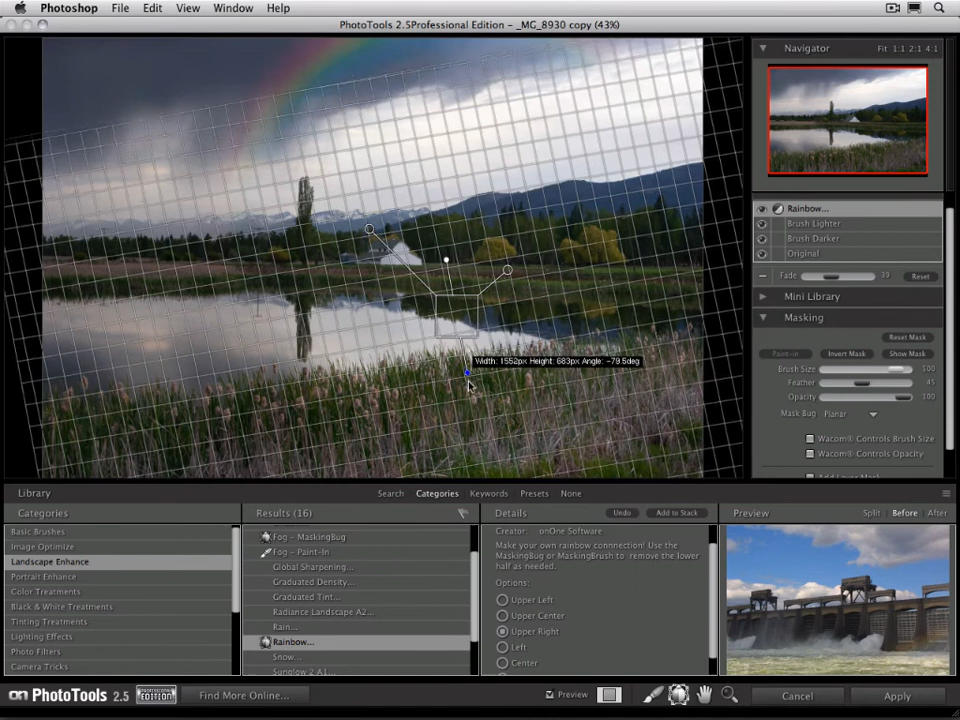 Photoshop File Edit View Window Help
PhotoTools 2.5Professional Edition - _MG_8930 copy (43%)
Navigator Fit 1:1 2:1 4:1
Rainbow...
Brush Lighter
Brush Darker
Original
Fade 39 Reset
Mini Library
Masking
Reset Mask
Paint-in Invert Mask Show Mask
Brush Size 500
Feather 45
Opacity 100
Mask Bug Planar
Wacom® Controls Brush Size
Wacom® Controls Opacity
Width: 1552px Height: 683px Angle: -79.5deg
Library Search Categories Keywords Presets None
Categories
Basic Brushes
Image Optimize
Landscape Enhance
Portrait Enhance
Color Treatments
Black & White Treatments
Tinting Treatments
Lighting Effects
Photo Filters
Camera Tricks
Results (16)
Fog - MaskingBug
Fog - Paint-In
Global Sharpening...
Graduated Density...
Graduated Tint...
Radiance Landscape A2...
Rain...
Rainbow...
Snow...
Sunglow 2 A1...
Details Undo Add to Stack
Creator: onOne Software
Make your own rainbow connnection! Use the
MaskingBug or MaskingBrush to remove the lower
half as needed.
Options:
Upper Left
Upper Center
Upper Right
Left
Center
Preview Split Before After
on PhotoTools 2.5 PROFESSIONAL EDITION Find More Online... Preview Cancel Apply